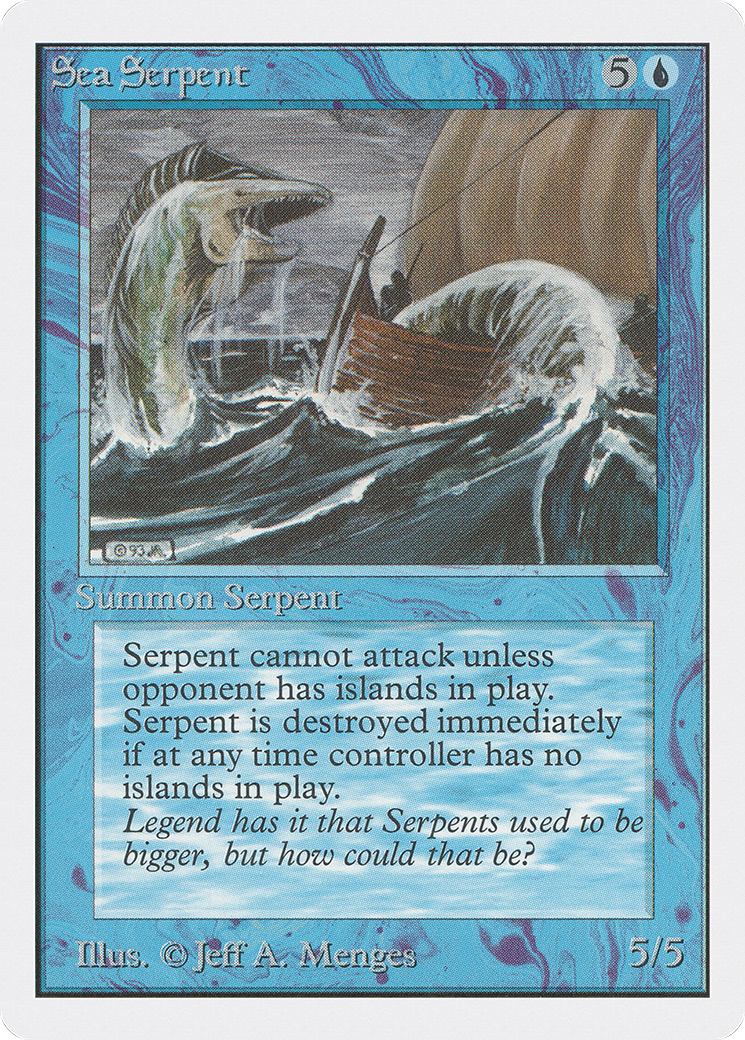 Sea Serpent 5
©93 JAM
Summon Serpent
Serpent cannot attack unless
opponent has islands in play.
Serpent is destroyed immediately
if at any time controller has no
islands in play.
Legend has it that Serpents used to be
bigger, but how could that be?
Illus. © Jeff A. Menges 5/5